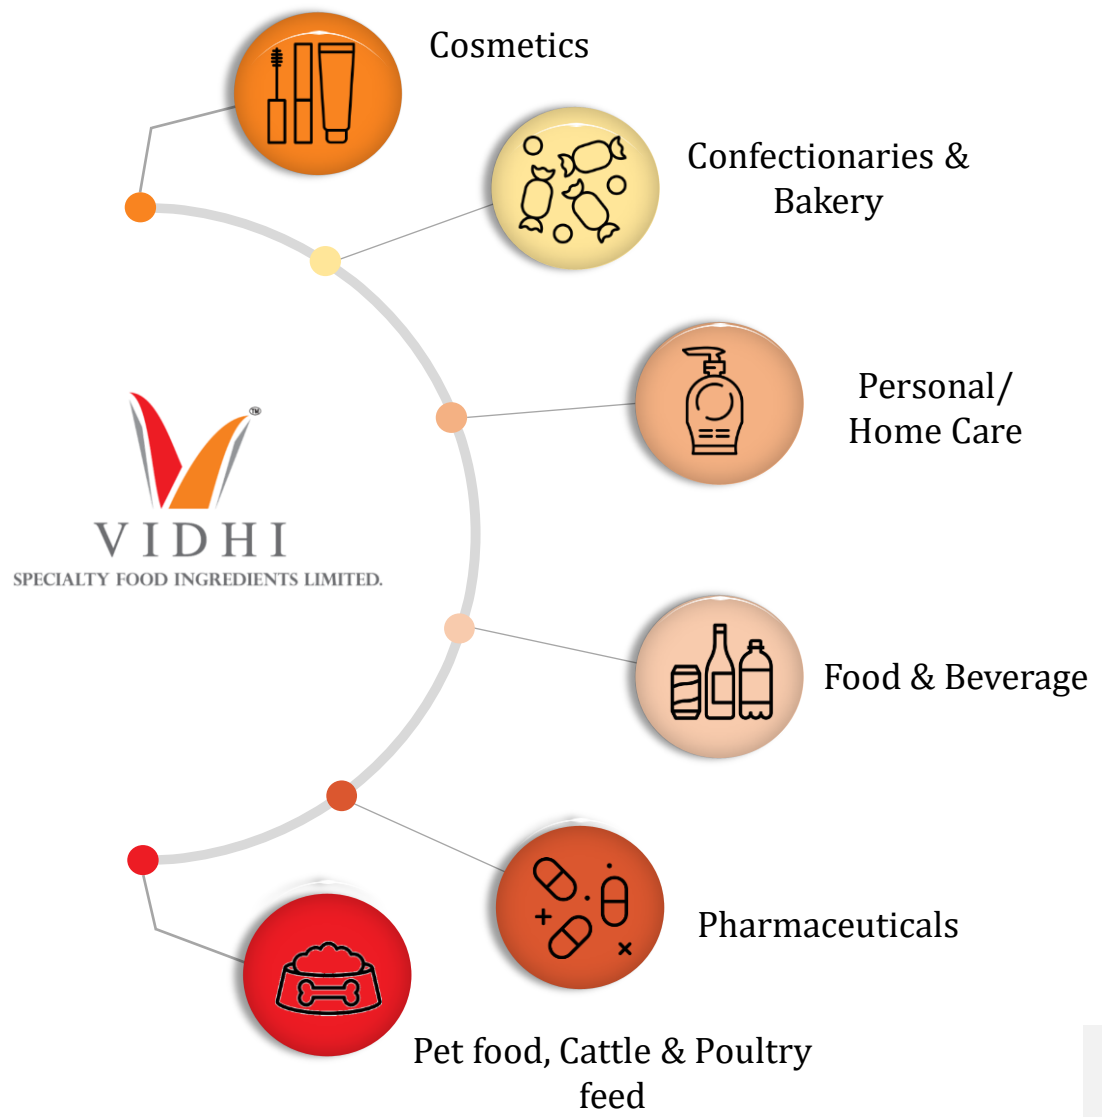 Cosmetics
Confectionaries &
Bakery
Personal/
Home Care
TM
VIDHI
SPECIALTY FOOD INGREDIENTS LIMITED.
Food & Beverage
Pharmaceuticals
Pet food, Cattle & Poultry
feed